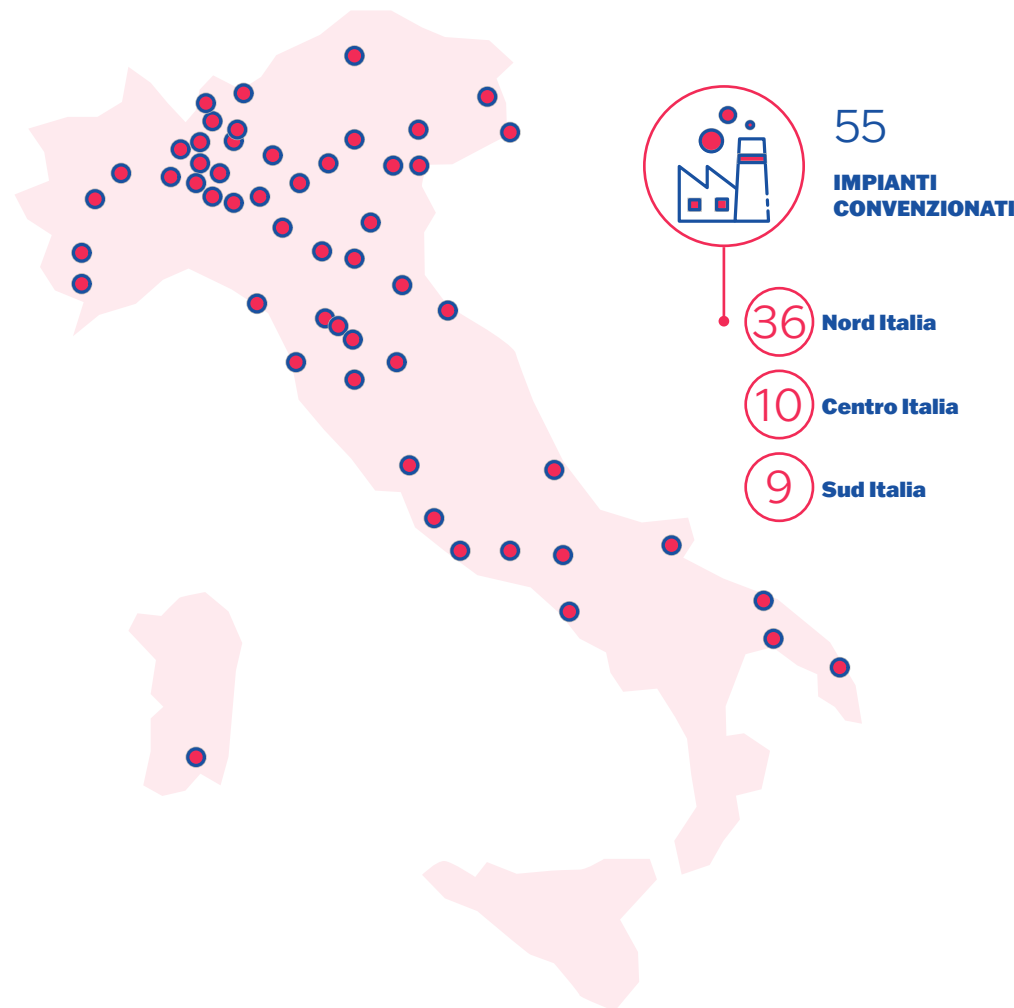 55
IMPIANTI
CONVENZIONATI
36 Nord Italia
10 Centro Italia
9 Sud Italia